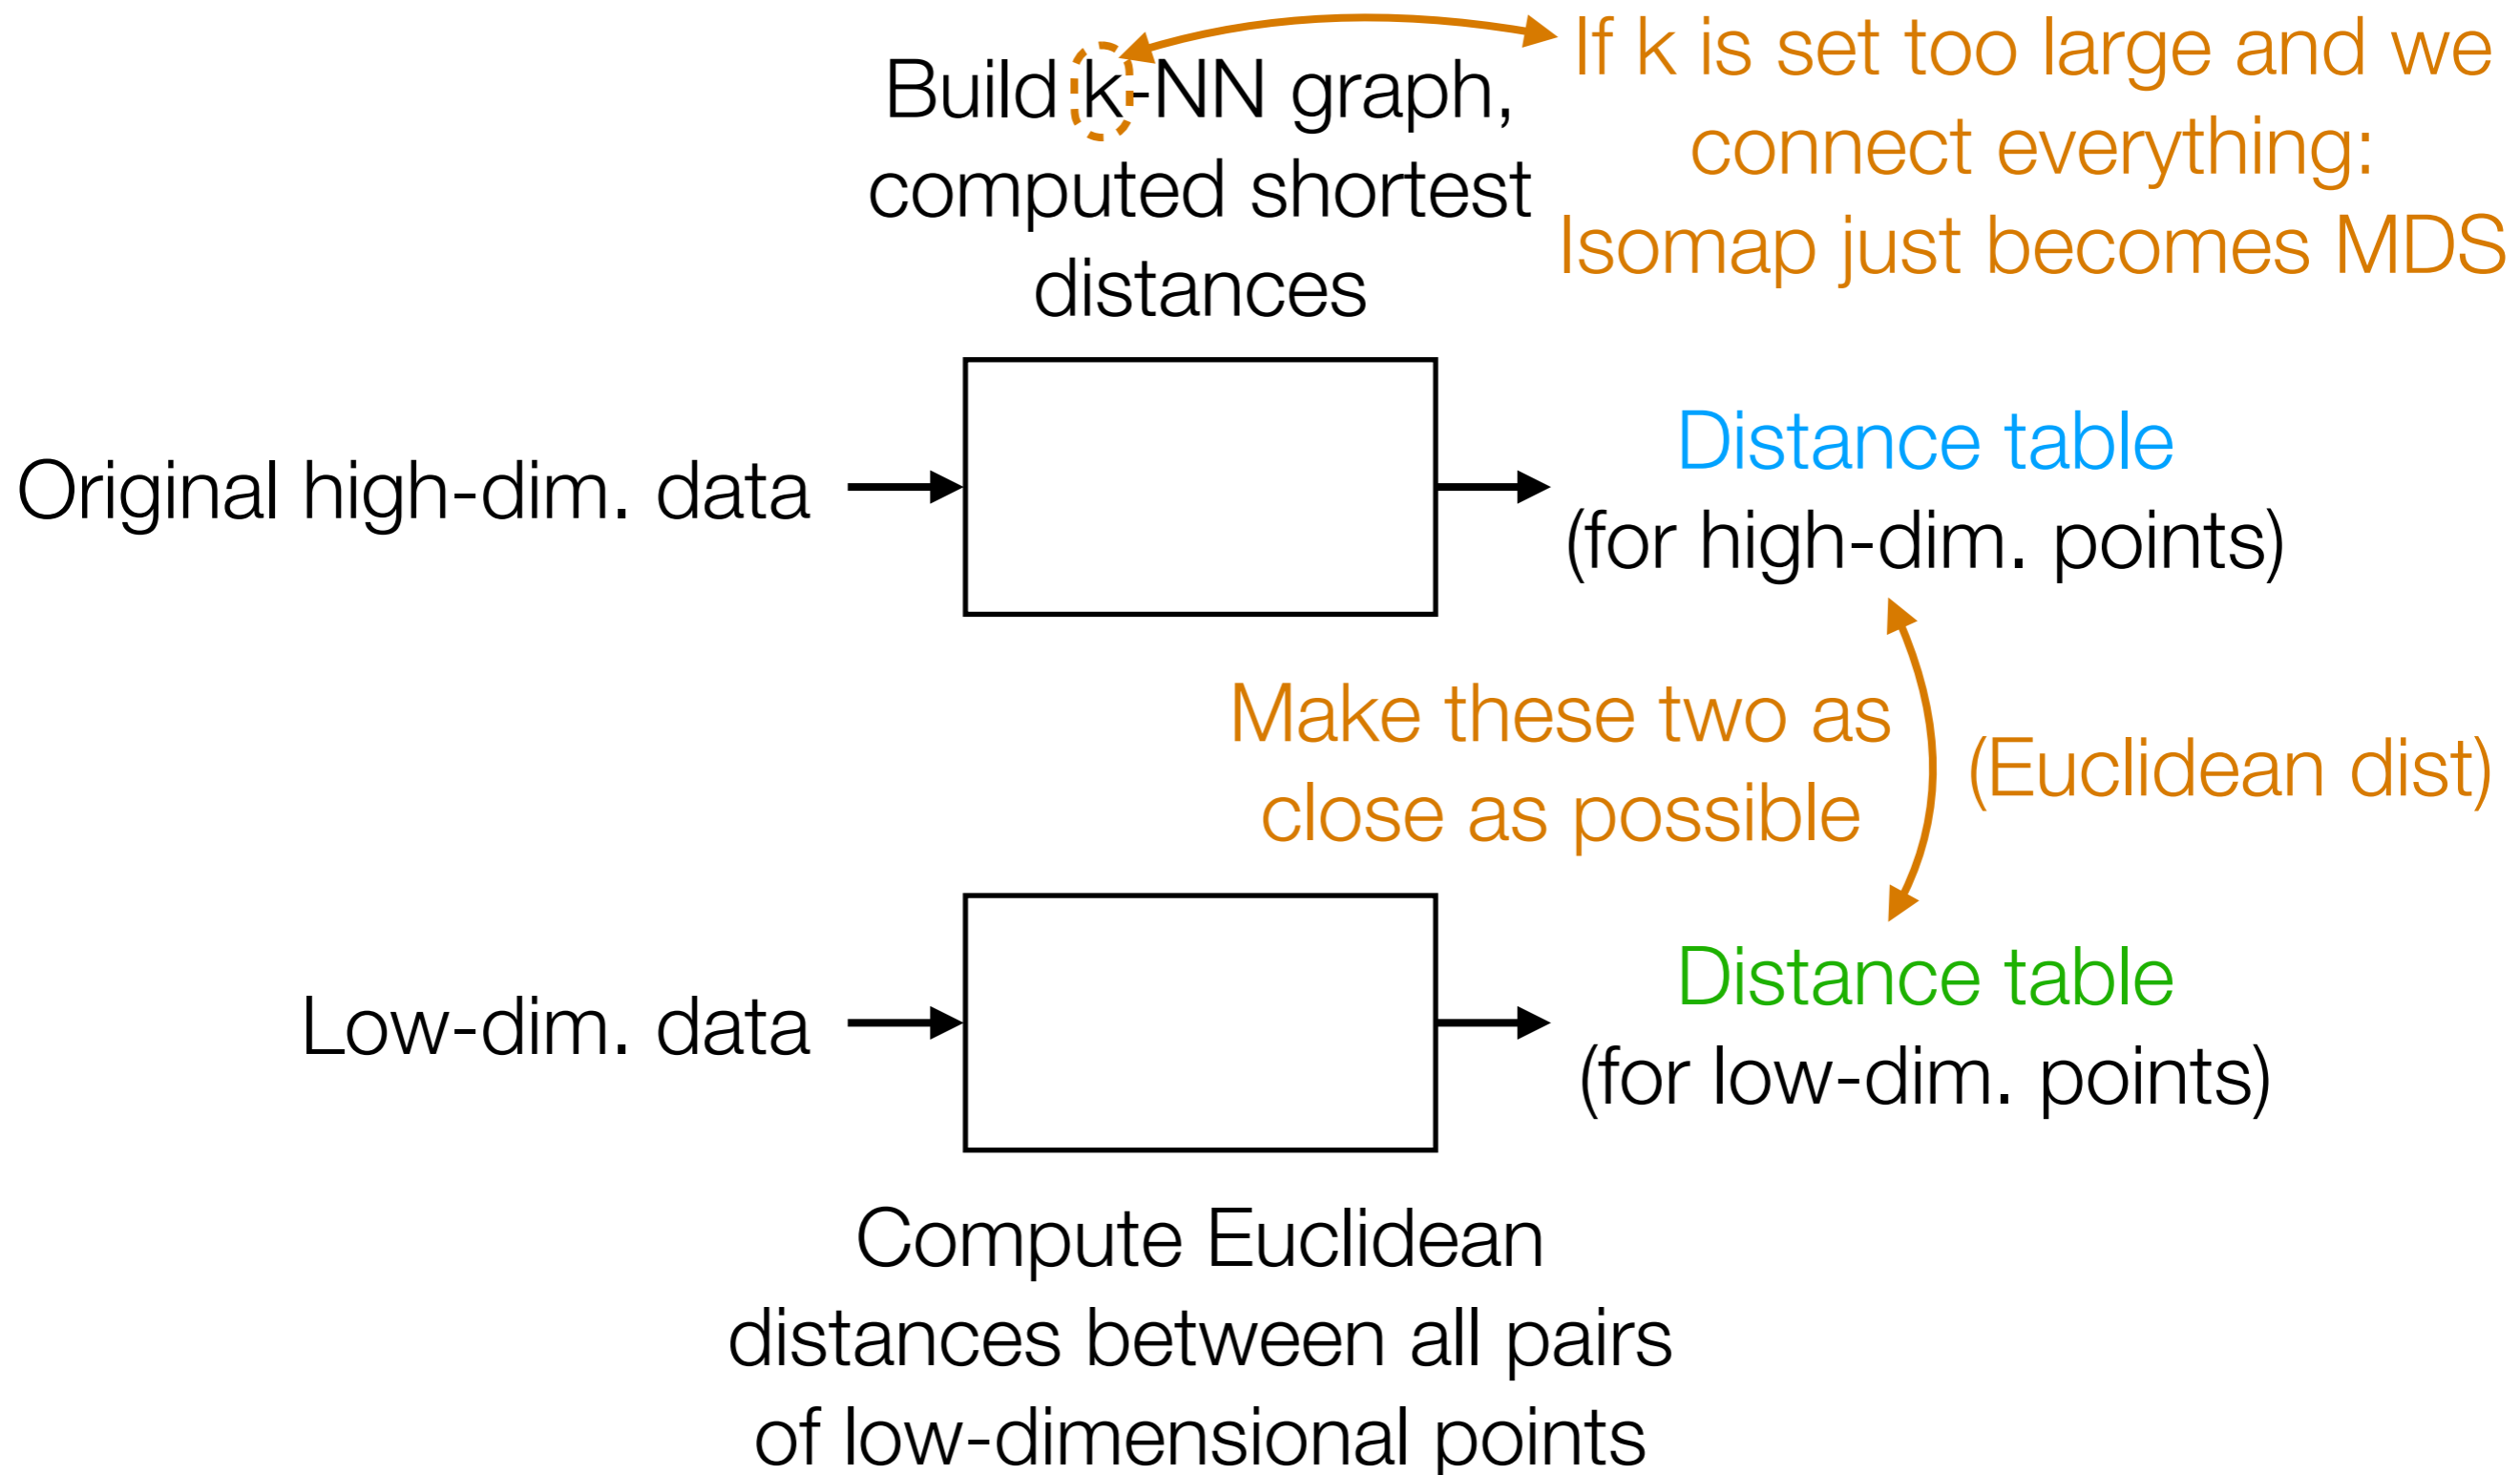 Build k-NN graph,
computed shortest
distances
If k is set too large and we
connect everything:
Isomap just becomes MDS
Original high-dim. data
Distance table
(for high-dim. points)
Make these two as
close as possible
(Euclidean dist)
Low-dim. data
Distance table
(for low-dim. points)
Compute Euclidean
distances between all pairs
of low-dimensional points